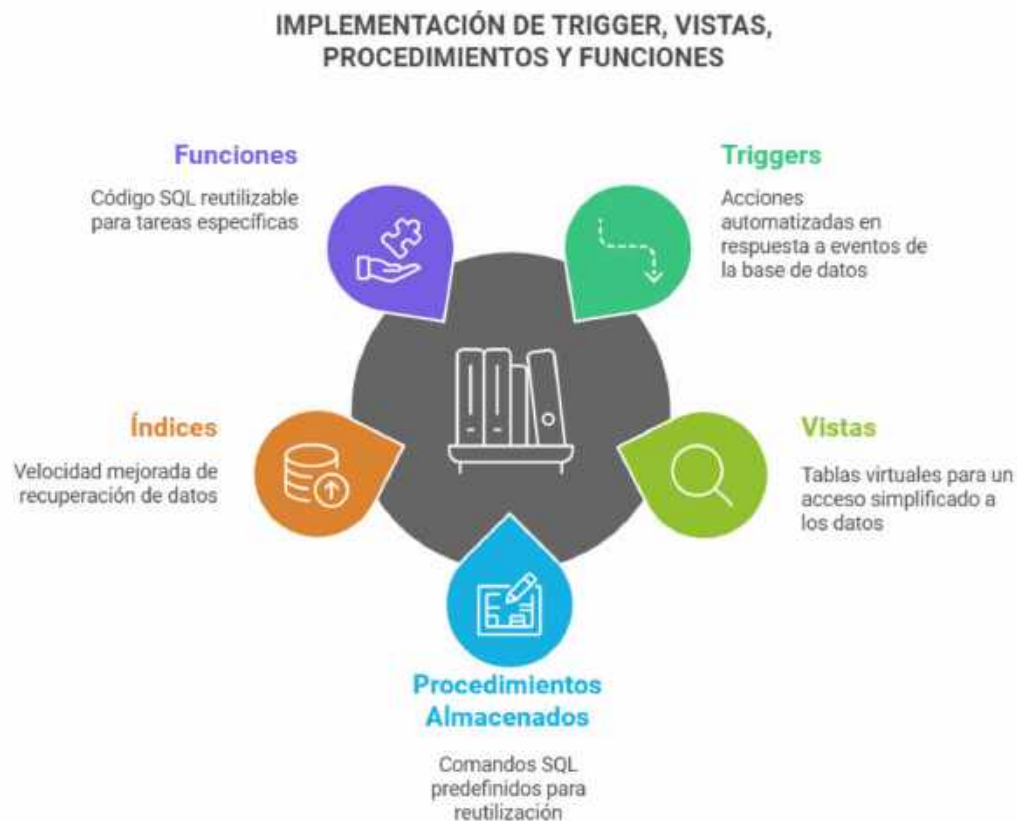 IMPLEMENTACIÓN DE TRIGGER, VISTAS,
PROCEDIMIENTOS Y FUNCIONES
Funciones
Código SQL reutilizable
para tareas específicas
Triggers
Acciones
automatizadas en
respuesta a eventos de
la base de datos
Índices
Velocidad mejorada de
recuperación de datos
Vistas
Tablas virtuales para un
acceso simplificado a
los datos
Procedimientos
Almacenados
Comandos SQL
predefinidos para
reutilización